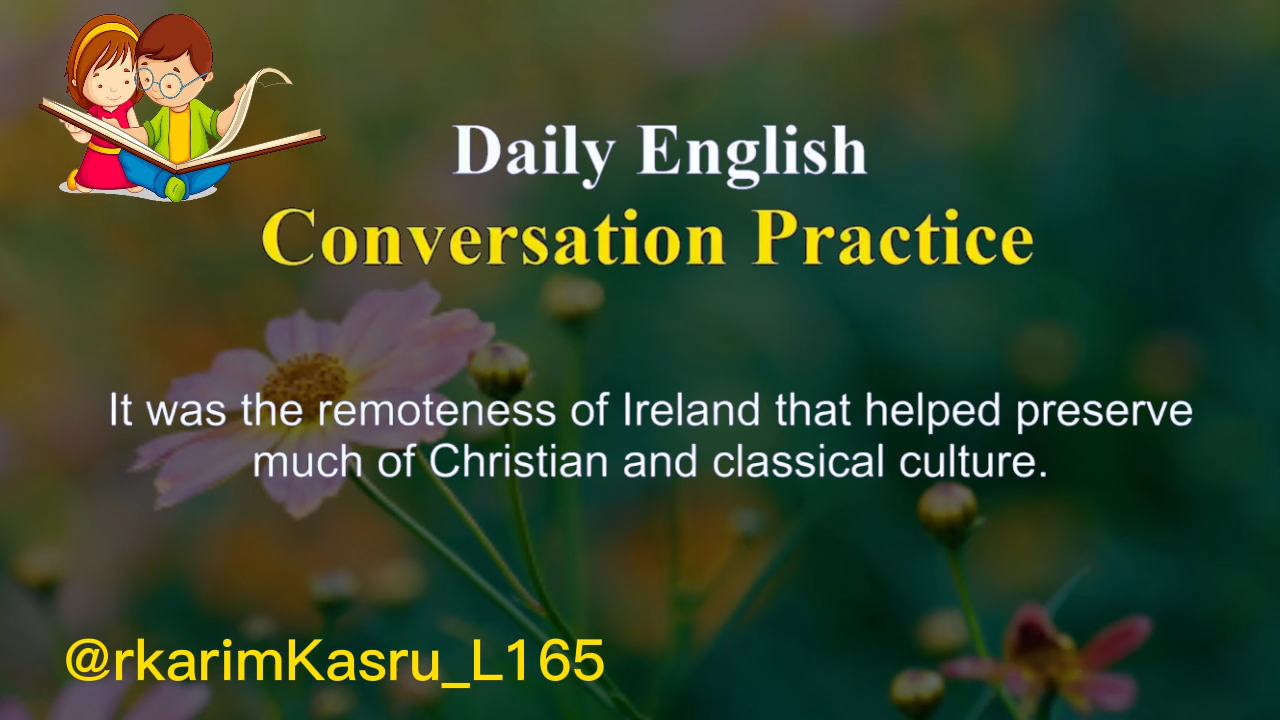 Daily English
Conversation Practice
It was the remoteness of Ireland that helped preserve
much of Christian and classical culture.
@rkarimKasru_L165